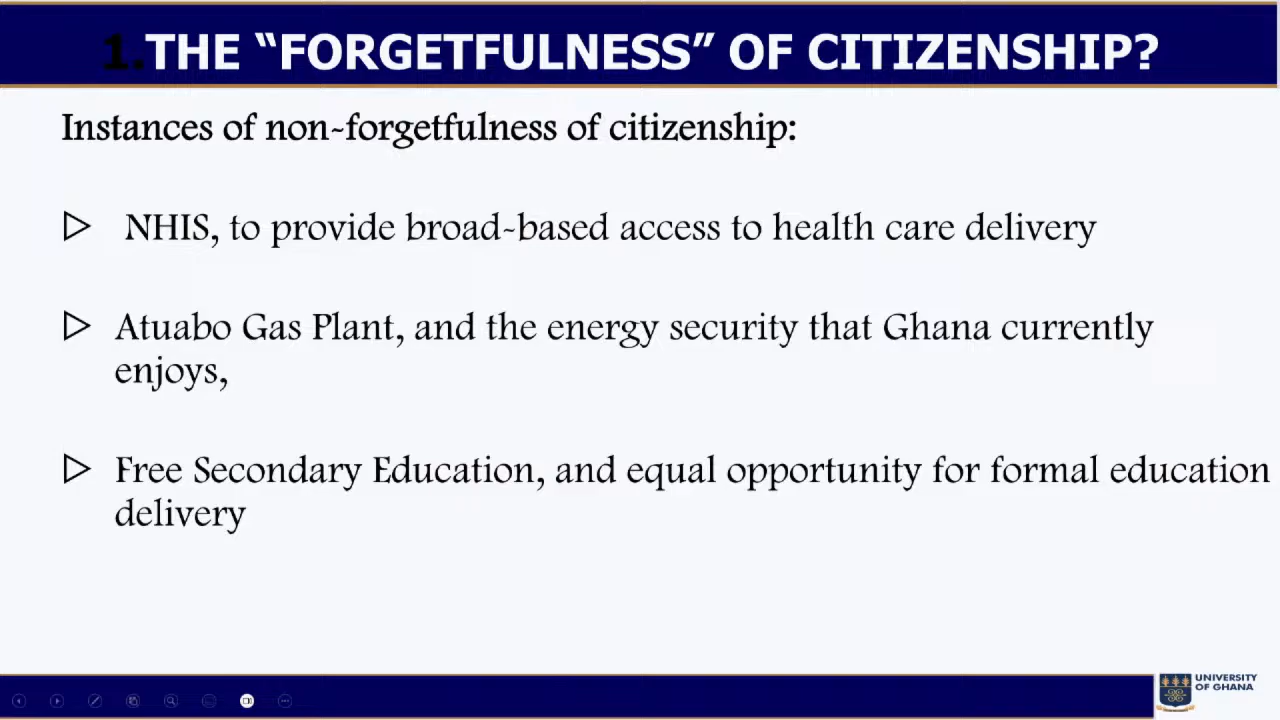 1.THE “FORGETFULNESS” OF CITIZENSHIP?
Instances of non-forgetfulness of citizenship:
NHIS, to provide broad-based access to health care delivery
Atuabo Gas Plant, and the energy security that Ghana currently
enjoys,
Free Secondary Education, and equal opportunity for formal education
delivery
UNIVERSITY
OF GHANA